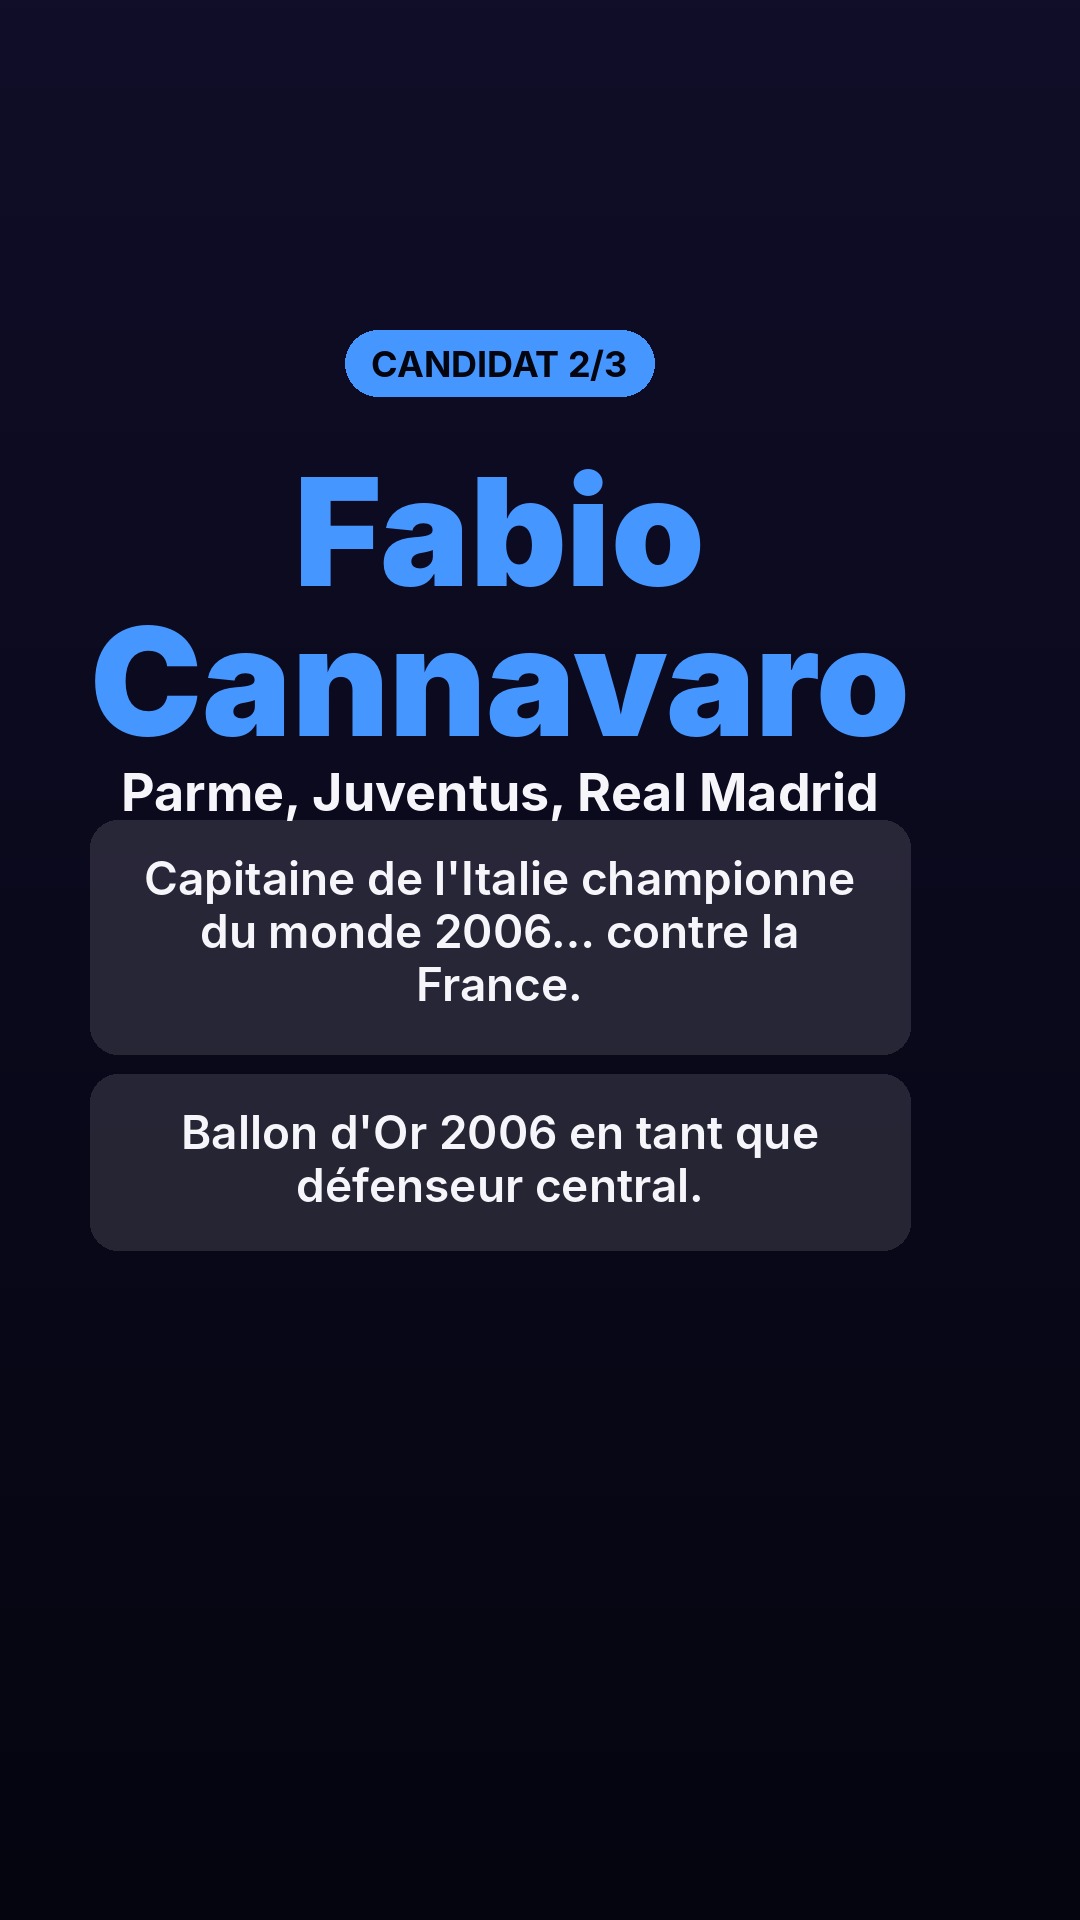 CANDIDAT 2/3
Fabio
Cannavaro
Parme, Juventus, Real Madrid
Capitaine de l'Italie championne
du monde 2006... contre la
France.
Ballon d'Or 2006 en tant que
défenseur central.